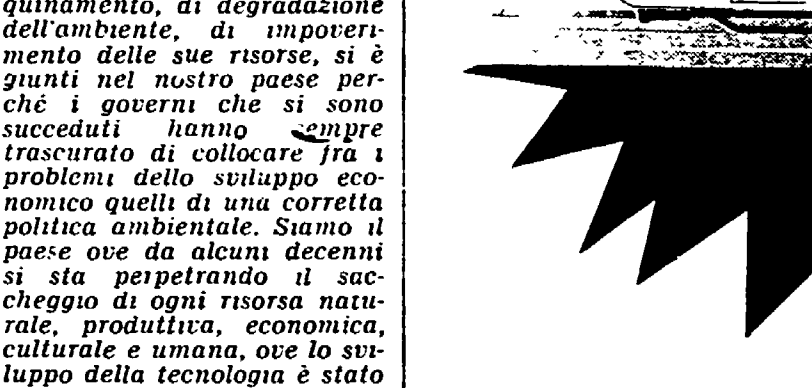 quinamento, di degradazione
dell'ambiente, di impoveri-
mento delle sue risorse, si è
giunti nel nostro paese per-
ché i governi che si sono
succeduti hanno sempre
trascurato di collocare fra i
problemi dello sviluppo eco-
nomico quelli di una corretta
politica ambientale. Siamo il
paese ove da alcuni decenni
si sta perpetrando il sac-
cheggio di ogni risorsa natu-
rale, produttiva, economica,
culturale e umana, ove lo svi-
luppo della tecnologia è stato